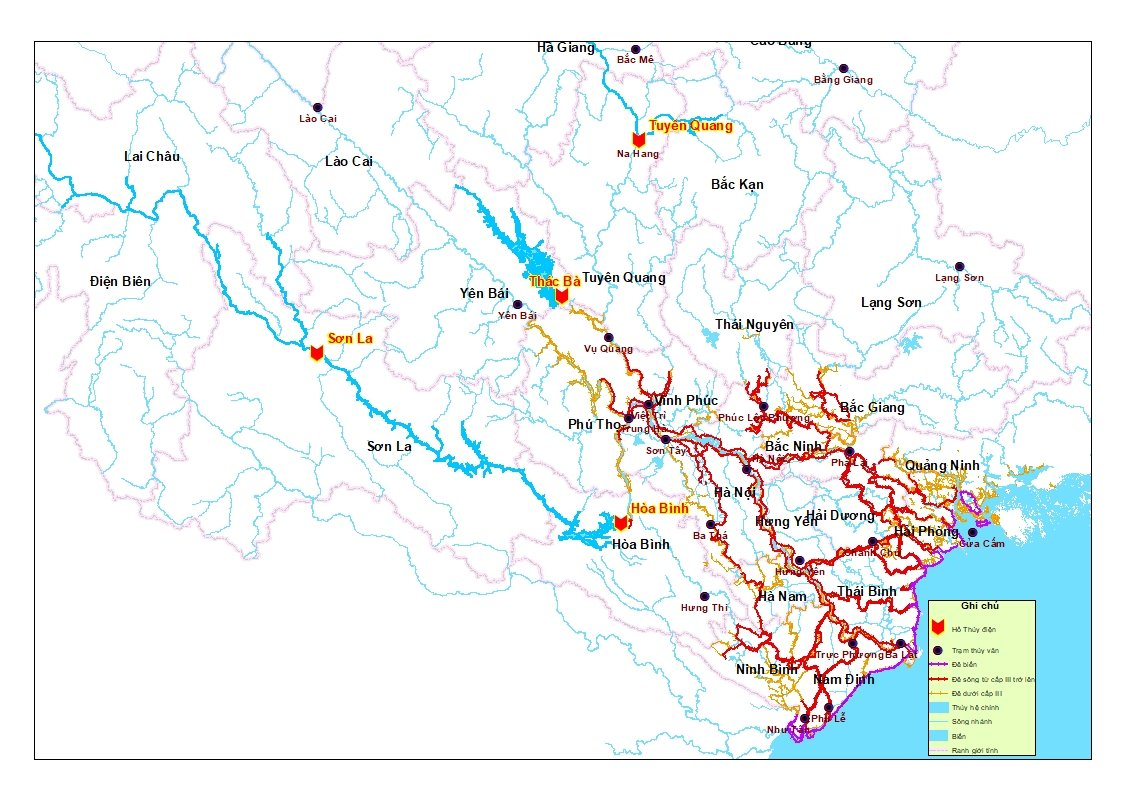 Hà Giang
Bắc Mê
Bằng Giang
Lào Cai
Tuyên Quang
Na Hang
Lai Châu
Lào Cai
Bắc Kạn
Lạng Sơn
Điện Biên
Thác Bà
Tuyên Quang
Yên Bái
Yên Bái
Lạng Sơn
Thái Nguyên
Sơn La
Vụ Quang
Vĩnh Phúc
Việt Trì
Phú Thọ
Trung Hà
Bắc Giang
Sơn La
Sơn Tây
Bắc Ninh
Phả Lại
Quảng Ninh
Hà Nội
Hà Nội
Hòa Bình
Hòa Bình
Ba Thá
Hưng Yên
Hải Dương
Hải Phòng
Cửa Cấm
Hưng Yên
Hưng Thi
Hà Nam
Thái Bình
Trực Phương
Ba Lạt
Ninh Bình
Nam Định
Phú Lễ
Như Tân
Ghi chú
Hồ Thủy điện
Trạm thủy văn
Đê biển
Đê sông từ cấp III trở lên
Đê dưới cấp III
Thủy hệ chính
Sông nhánh
Biển
Ranh giới tỉnh